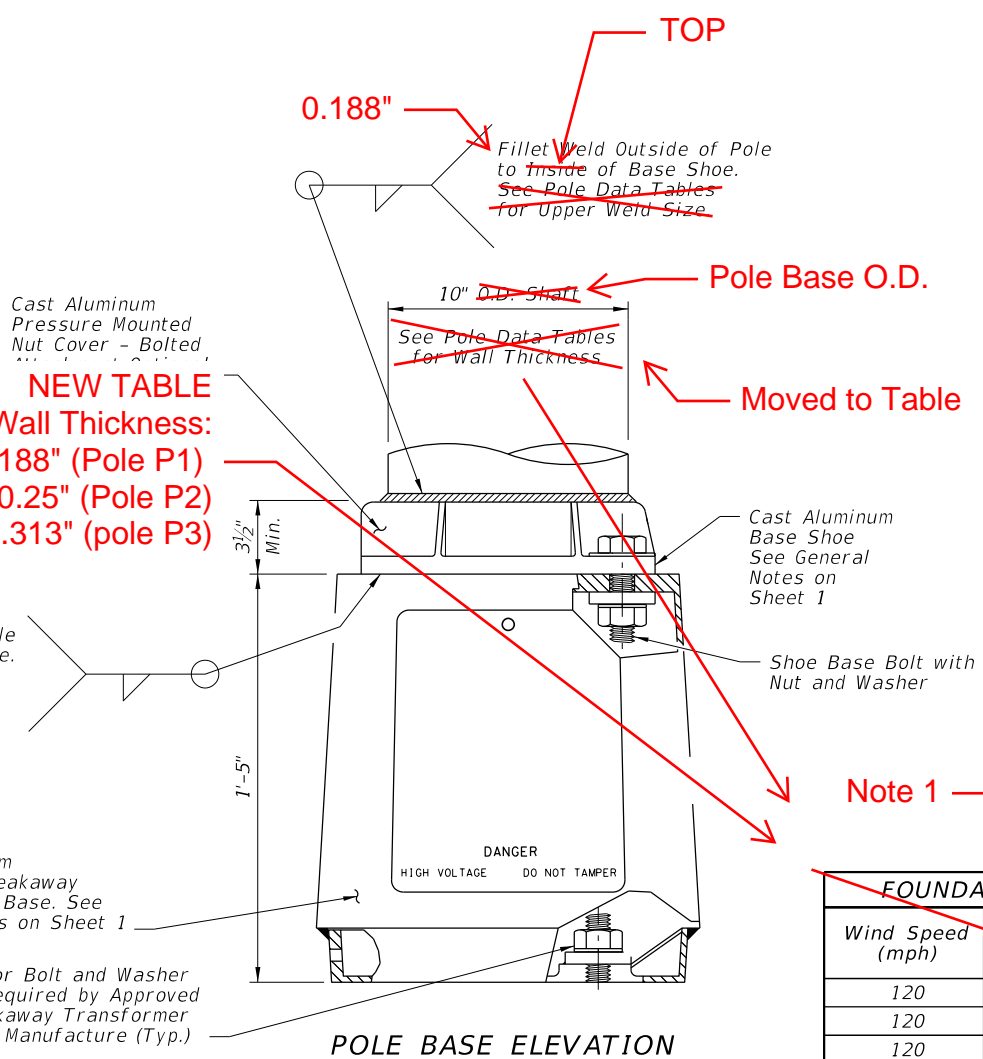 TOP
0.188"
Fillet Weld Outside of Pole
to Inside of Base Shoe.
See Pole Data Tables
for Upper Weld Size
Pole Base O.D.
10" O.D. Shaft
See Pole Data Tables
for Wall Thickness
Moved to Table
Cast Aluminum
Pressure Mounted
Nut Cover - Bolted
NEW TABLE
Wall Thickness:
188" (Pole P1)
0.25" (Pole P2)
.313" (pole P3)
3½"
Min.
Cast Aluminum
Base Shoe
See General
Notes on
Sheet 1
Shoe Base Bolt with
Nut and Washer
1'-5"
Note 1
DANGER
HIGH VOLTAGE DO NOT TAMPER
Base. See
on Sheet 1
Bolt and Washer
equired by Approved
kaway Transformer
Manufacture (Typ.)
POLE BASE ELEVATION
FOUNDA
Wind Speed
(mph)
120
120
120